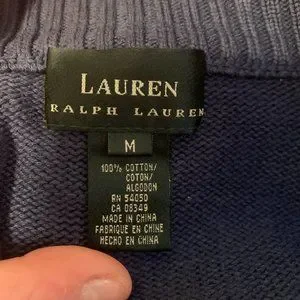 LAUREN
RALPH LAUREN
M
100% COTTON/
COTON/
ALGODON
RN 54050
CA 08349
MADE IN CHINA
FABRIQUE EN CHINE
HECHO EN CHINA